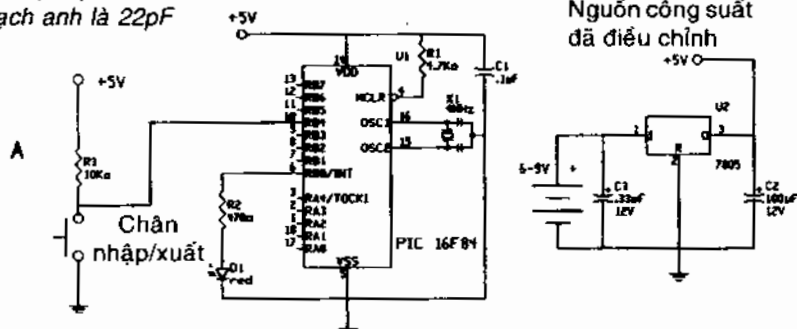 ạch anh là 22pF
+5V
Nguồn công suất
đã điều chỉnh
+5V
+5V
A
R3
10KΩ
Chân
nhập/xuất
13 RB7
12 RB6
11 RB5
10 RB4
9 RB3
8 RB2
7 RB1
6 RB0/INT
3 RA4/TOCKI
2 RA3
1 RA2
18 RA1
17 RA0
14
VDD
U1
MCLR 4
OSC1 16
OSC2 15
VSS
5
PIC 16F84
R1
4.7KΩ
C1
.1uF
X1
4MHz
R2
470Ω
D1
red
6-9V +
C3
.33uF
12V
U2
1
3
2
7805
C2
100uF
12V